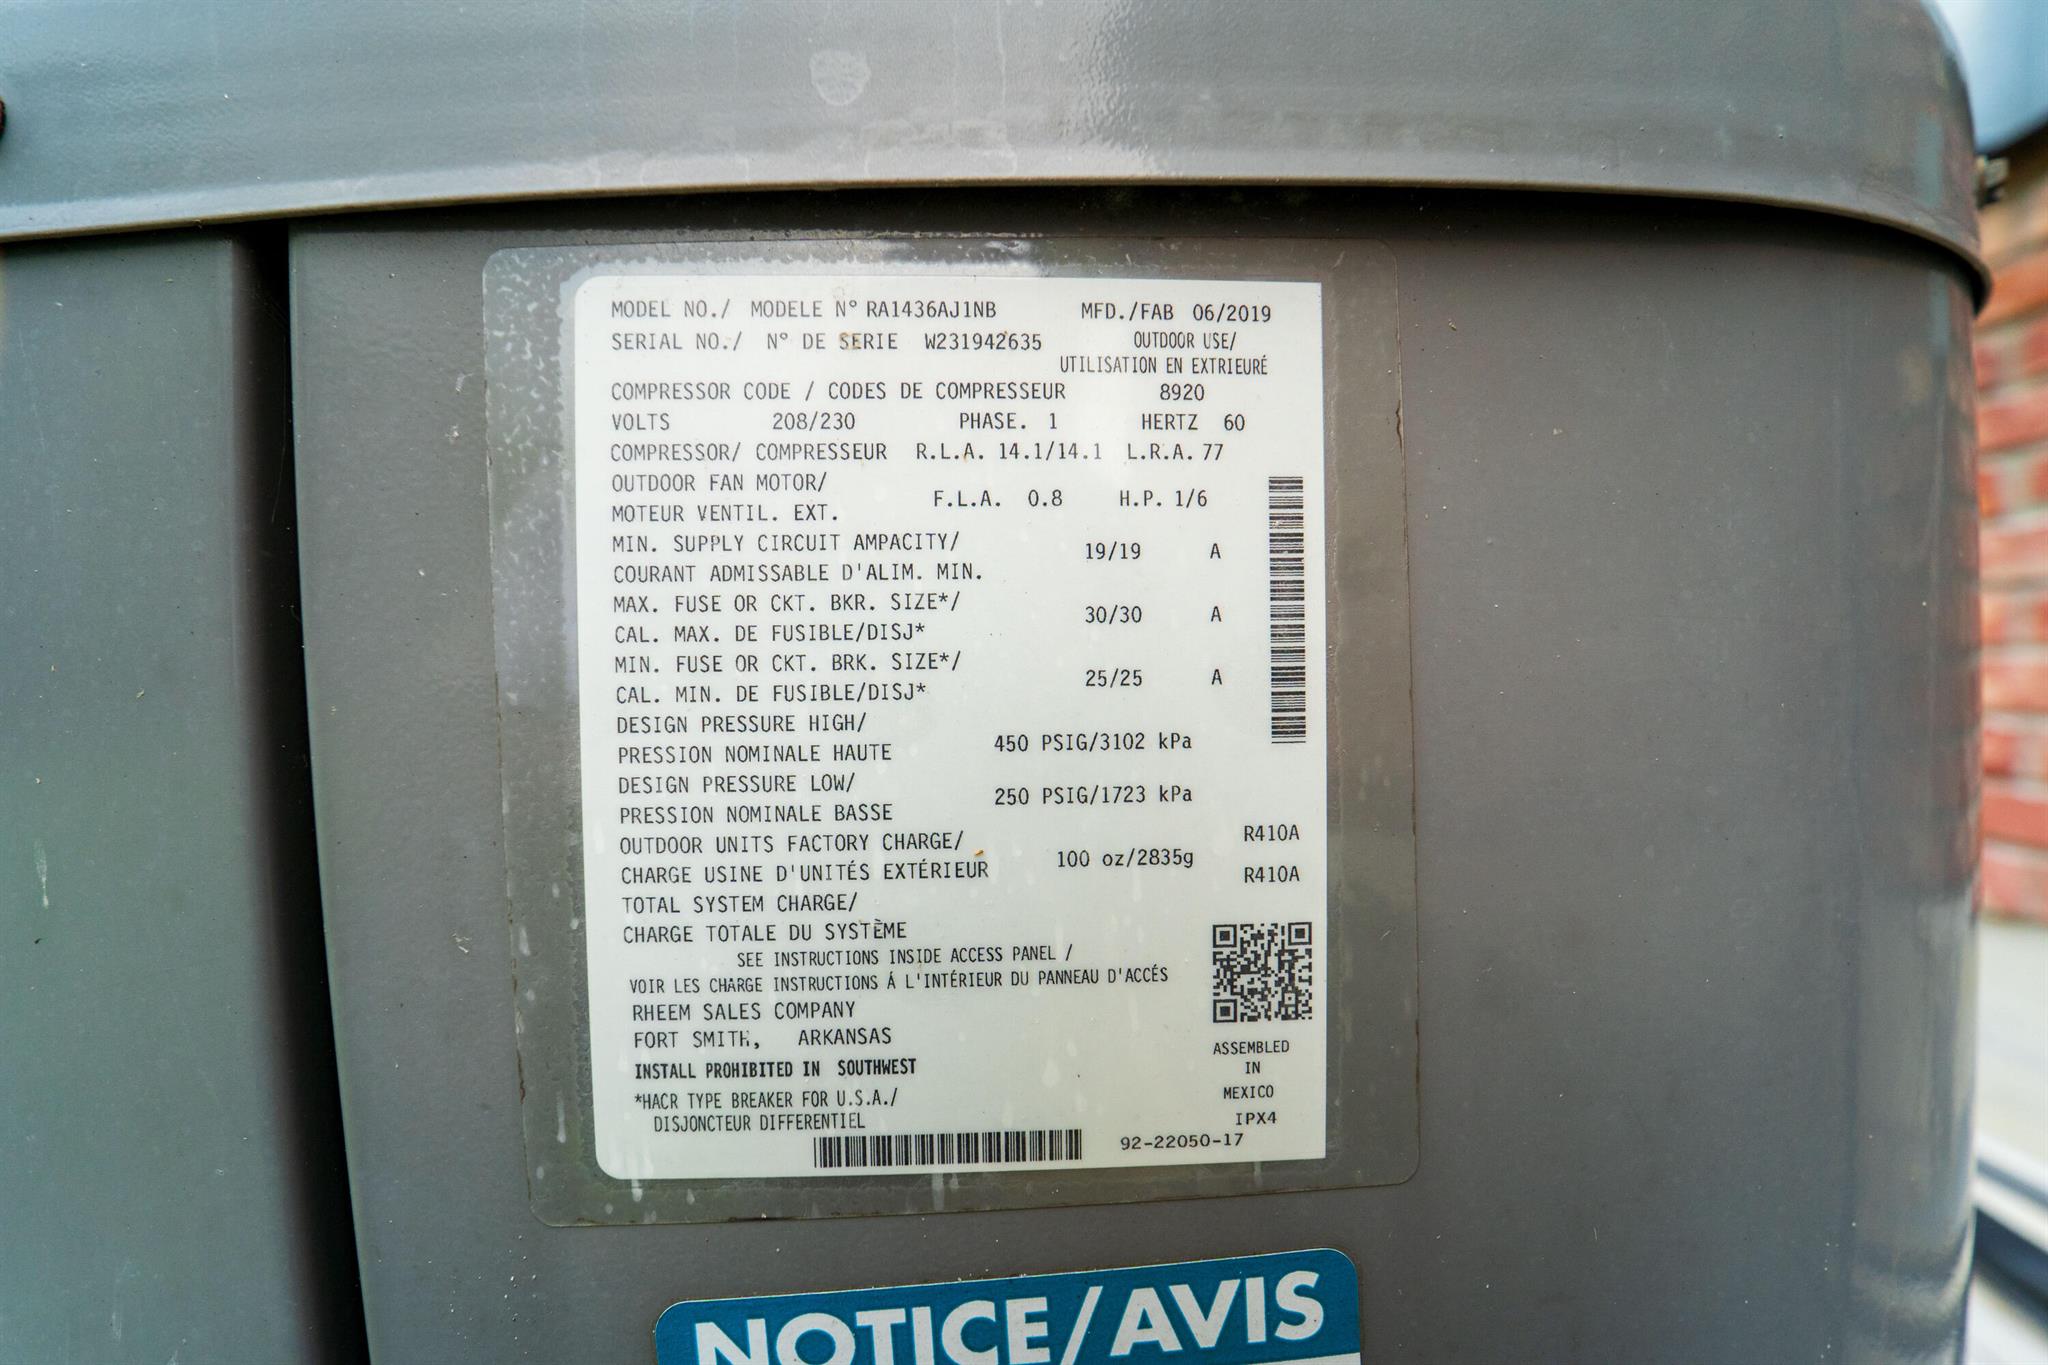 MODEL NO./ MODELE N° RA1436AJ1NB MFD./FAB 06/2019
SERIAL NO./ N° DE SERIE W231942635 OUTDOOR USE/
UTILISATION EN EXTRIEURÉ
COMPRESSOR CODE / CODES DE COMPRESSEUR 8920
VOLTS 208/230 PHASE. 1 HERTZ 60
COMPRESSOR/ COMPRESSEUR R.L.A. 14.1/14.1 L.R.A. 77
OUTDOOR FAN MOTOR/
MOTEUR VENTIL. EXT. F.L.A. 0.8 H.P. 1/6
MIN. SUPPLY CIRCUIT AMPACITY/
COURANT ADMISSABLE D'ALIM. MIN. 19/19 A
MAX. FUSE OR CKT. BKR. SIZE*/
CAL. MAX. DE FUSIBLE/DISJ* 30/30 A
MIN. FUSE OR CKT. BRK. SIZE*/
CAL. MIN. DE FUSIBLE/DISJ* 25/25 A
DESIGN PRESSURE HIGH/
PRESSION NOMINALE HAUTE 450 PSIG/3102 kPa
DESIGN PRESSURE LOW/
PRESSION NOMINALE BASSE 250 PSIG/1723 kPa
OUTDOOR UNITS FACTORY CHARGE/ R410A
CHARGE USINE D'UNITÉS EXTÉRIEUR 100 oz/2835g R410A
TOTAL SYSTEM CHARGE/
CHARGE TOTALE DU SYSTÈME
SEE INSTRUCTIONS INSIDE ACCESS PANEL /
VOIR LES CHARGE INSTRUCTIONS Á L'INTÉRIEUR DU PANNEAU D'ACCÉS
RHEEM SALES COMPANY
FORT SMITH, ARKANSAS
INSTALL PROHIBITED IN SOUTHWEST
*HACR TYPE BREAKER FOR U.S.A./
DISJONCTEUR DIFFERENTIEL
ASSEMBLED
IN
MEXICO
IPX4
92-22050-17
NOTICE/AVIS